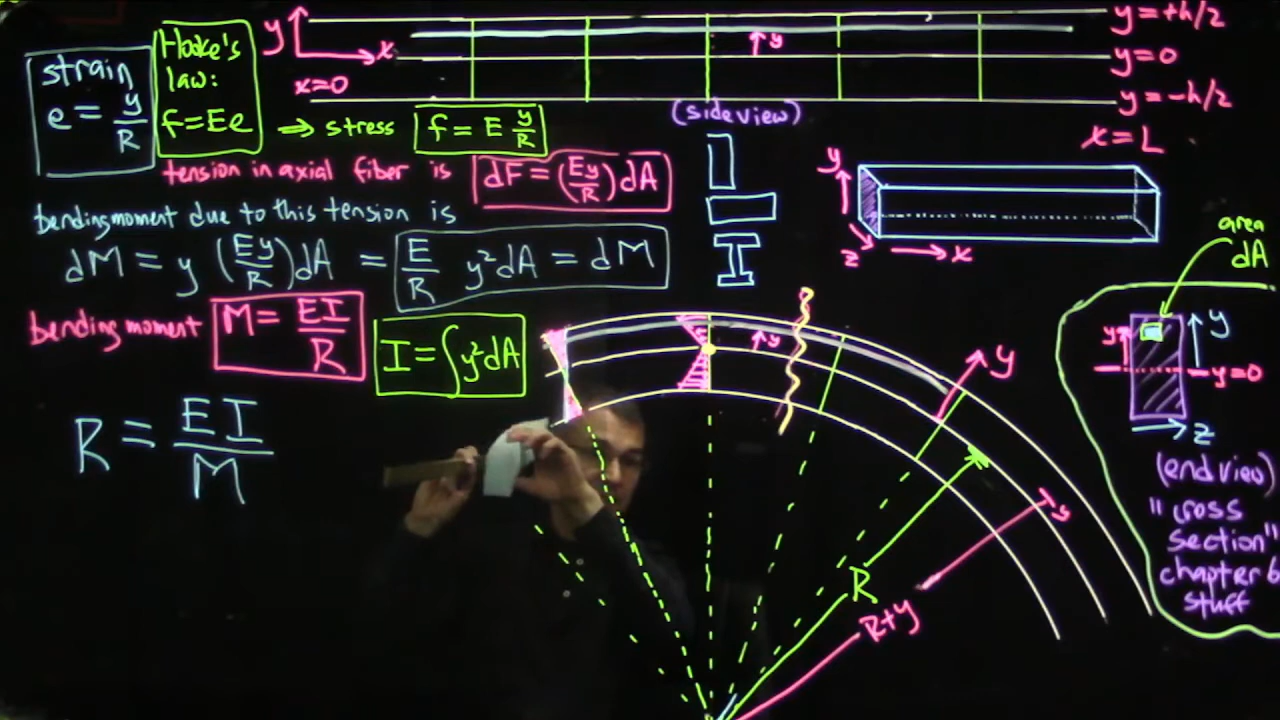 strain
e = y/R
Hooke's
law:
f=Ee
⇒ stress f = E y/R
tension in axial fiber is dF = (Ey/R)dA
bending moment due to this tension is
dM = y (Ey/R)dA = E/R y²dA = dM
bending moment M = EI/R
I = ∫y²dA
R = EI/M
y
x
x=0
y
y=+h/2
y=0
y=-h/2
x=L
(side view)
y
z
x
area
dA
y
y
y=0
z
(end view)
"cross
section"
chapter 6
stuff
y
y
y
R
R+y